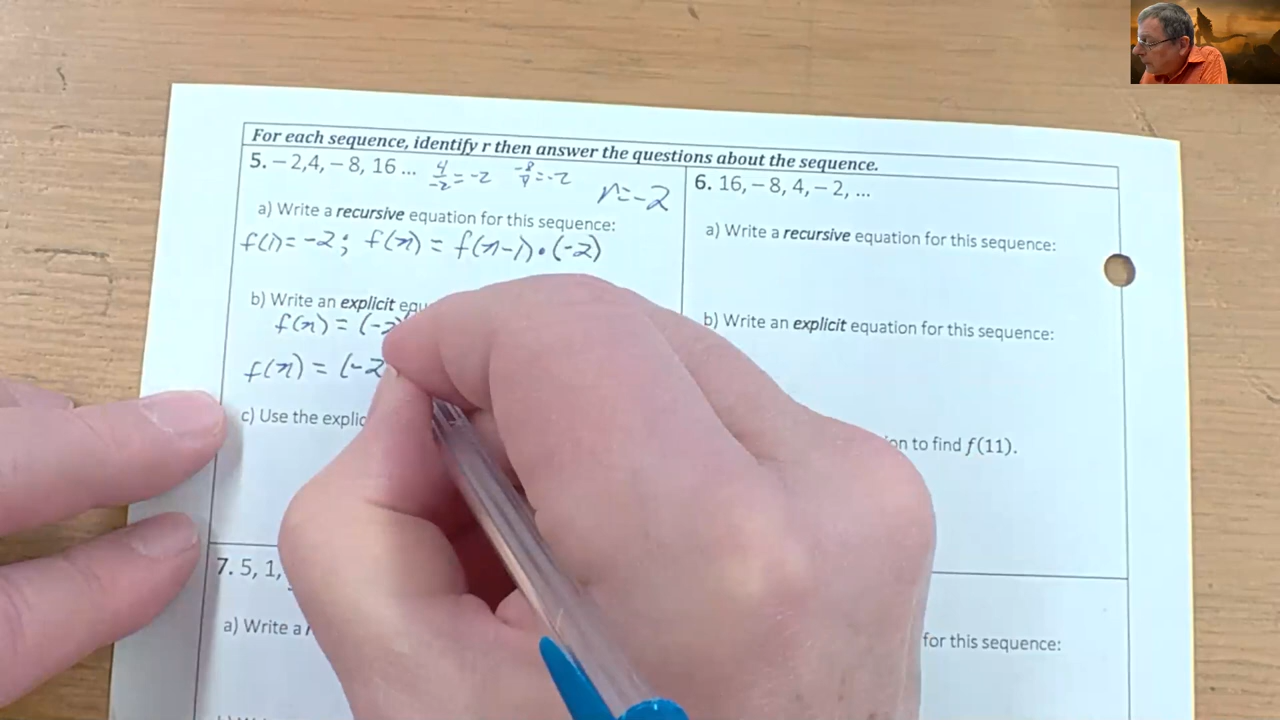 For each sequence, identify r then answer the questions about the sequence.
5. −2,4, −8, 16 ... 4/-2 = -2 -8/4 = -2 r = -2
a) Write a recursive equation for this sequence:
f(1) = -2; f(n) = f(n-1)•(-2)
b) Write an explicit
f(n) = (-2)
f(n) = (-2
c) Use the
6. 16, −8, 4, −2, ...
a) Write a recursive equation for this sequence:
b) Write an explicit equation for this sequence:
to find f(11).
7. 5, 1,
a) Write a
for this sequence: